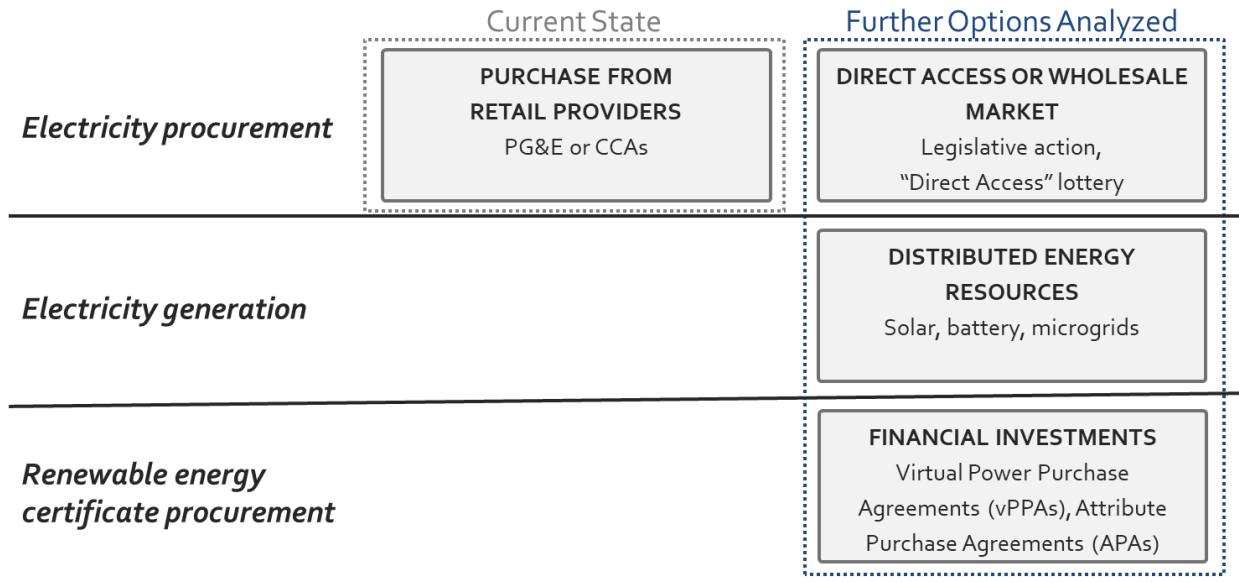 Current State
Further Options Analyzed
Electricity procurement
PURCHASE FROM
RETAIL PROVIDERS
PG&E or CCAs
DIRECT ACCESS OR WHOLESALE
MARKET
Legislative action,
“Direct Access” lottery
Electricity generation
DISTRIBUTED ENERGY
RESOURCES
Solar, battery, microgrids
Renewable energy
certificate procurement
FINANCIAL INVESTMENTS
Virtual Power Purchase
Agreements (vPPAs), Attribute
Purchase Agreements (APAs)